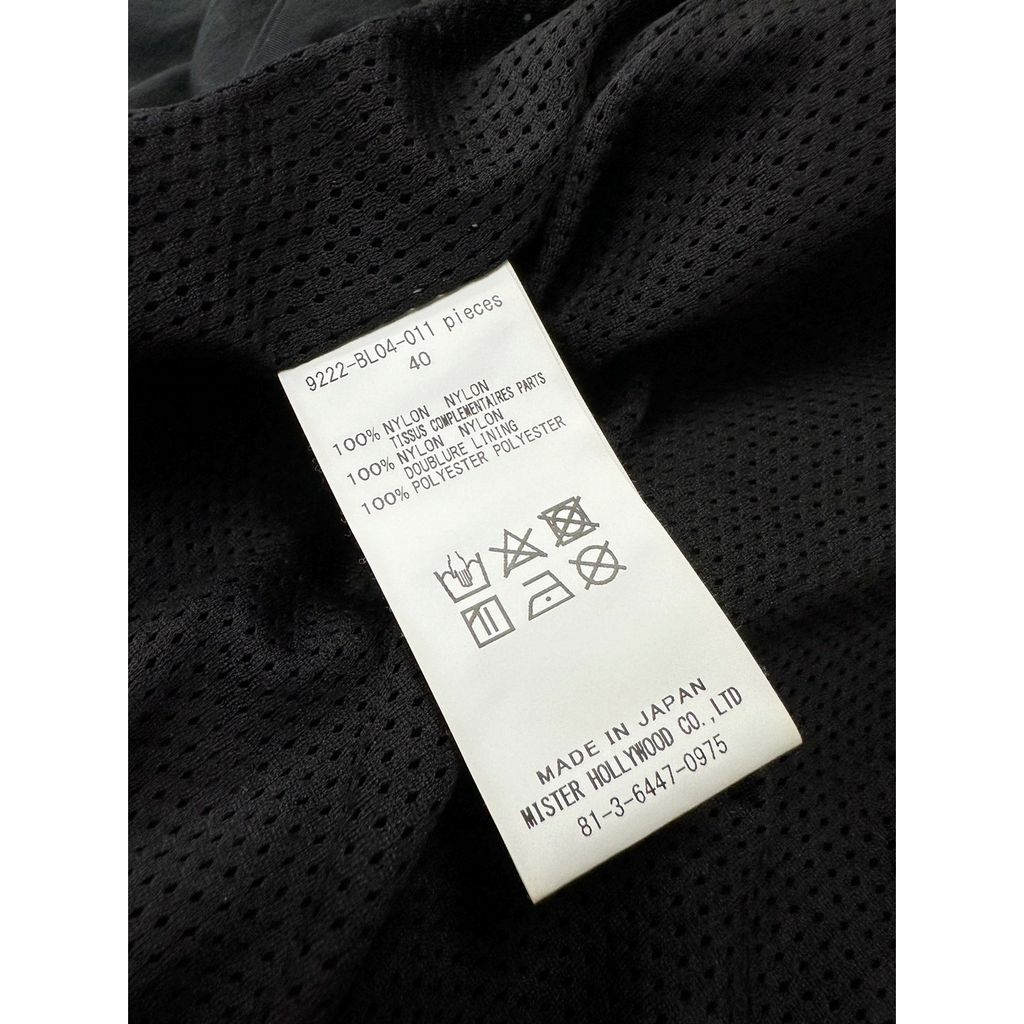 9222-BL04-011 pieces
40
100% NYLON NYLON
TISSUS COMPLEMENTAIRES PARTS
100% NYLON NYLON
DOUBLURE LINING
100% POLYESTER POLYESTER
MADE IN JAPAN
MISTER HOLLYWOOD CO.,LTD
81-3-6447-0975